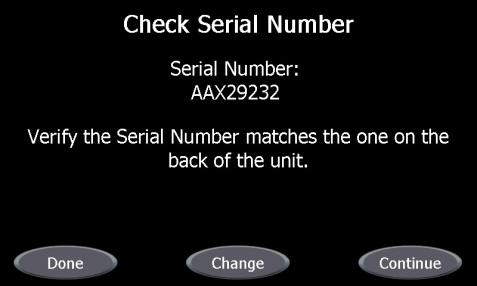 Check Serial Number
Serial Number:
AAX29232
Verify the Serial Number matches the one on the
back of the unit.
Done Change Continue